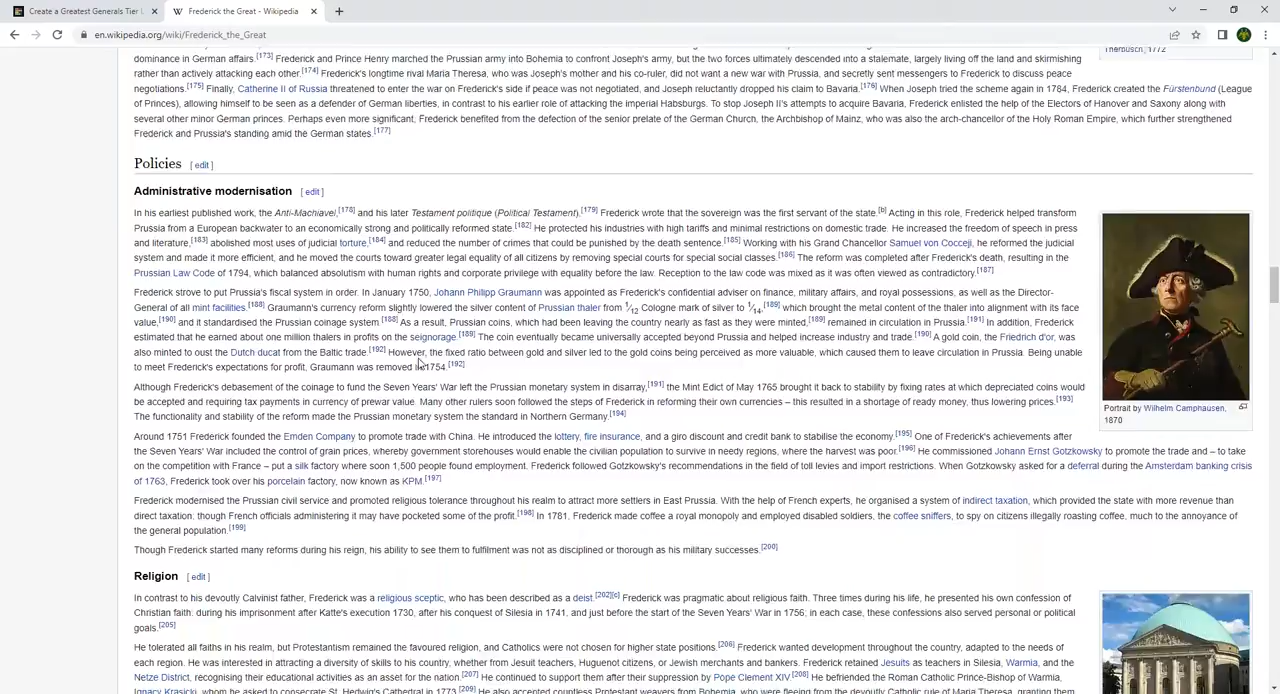 Create a Greatest Generals Tier
Frederick the Great - Wikipedia
en.wikipedia.org/wiki/Frederick_the_Great
dominance in German affairs.[173] Frederick and Prince Henry marched the Prussian army into Bohemia to confront Joseph's army, but the two forces ultimately descended into a stalemate, largely living off the land and skirmishing
Therbusch, 1772
rather than actively attacking each other.[174] Frederick's longtime rival Maria Theresa, who was Joseph's mother and his co-ruler, did not want a new war with Prussia, and secretly sent messengers to Frederick to discuss peace
negotiations.[175] Finally, Catherine II of Russia threatened to enter the war on Frederick's side if peace was not negotiated, and Joseph reluctantly dropped his claim to Bavaria.[176] When Joseph tried the scheme again in 1784, Frederick created the Fürstenbund (League
of Princes), allowing himself to be seen as a defender of German liberties, in contrast to his earlier role of attacking the imperial Habsburgs. To stop Joseph II's attempts to acquire Bavaria, Frederick enlisted the help of the Electors of Hanover and Saxony along with
several other minor German princes. Perhaps even more significant, Frederick benefited from the defection of the senior prelate of the German Church, the Archbishop of Mainz, who was also the arch-chancellor of the Holy Roman Empire, which further strengthened
Frederick and Prussia's standing amid the German states.[177]
Policies [ edit ]
Administrative modernisation [ edit ]
In his earliest published work, the Anti-Machiavel,[178] and his later Testament politique (Political Testament),[179] Frederick wrote that the sovereign was the first servant of the state.[b] Acting in this role, Frederick helped transform
Prussia from a European backwater to an economically strong and politically reformed state.[182] He protected his industries with high tariffs and minimal restrictions on domestic trade. He increased the freedom of speech in press
and literature,[183] abolished most uses of judicial torture,[184] and reduced the number of crimes that could be punished by the death sentence.[185] Working with his Grand Chancellor Samuel von Cocceji, he reformed the judicial
system and made it more efficient, and he moved the courts toward greater legal equality of all citizens by removing special courts for special social classes.[186] The reform was completed after Frederick's death, resulting in the
Prussian Law Code of 1794, which balanced absolutism with human rights and corporate privilege with equality before the law. Reception to the law code was mixed as it was often viewed as contradictory.[187]
Frederick strove to put Prussia's fiscal system in order. In January 1750, Johann Philipp Graumann was appointed as Frederick's confidential adviser on finance, military affairs, and royal possessions, as well as the Director-
General of all mint facilities.[188] Graumann's currency reform slightly lowered the silver content of Prussian thaler from 1⁄12 Cologne mark of silver to 1⁄14,[189] which brought the metal content of the thaler into alignment with its face
value,[190] and it standardised the Prussian coinage system.[188] As a result, Prussian coins, which had been leaving the country nearly as fast as they were minted,[189] remained in circulation in Prussia.[191] In addition, Frederick
estimated that he earned about one million thalers in profits on the seignorage.[189] The coin eventually became universally accepted beyond Prussia and helped increase industry and trade.[190] A gold coin, the Friedrich d'or, was
also minted to oust the Dutch ducat from the Baltic trade.[192] However, the fixed ratio between gold and silver led to the gold coins being perceived as more valuable, which caused them to leave circulation in Prussia. Being unable
to meet Frederick's expectations for profit, Graumann was removed in 1754.[192]
Although Frederick's debasement of the coinage to fund the Seven Years' War left the Prussian monetary system in disarray,[191] the Mint Edict of May 1765 brought it back to stability by fixing rates at which depreciated coins would
be accepted and requiring tax payments in currency of prewar value. Many other rulers soon followed the steps of Frederick in reforming their own currencies – this resulted in a shortage of ready money, thus lowering prices.[193]
The functionality and stability of the reform made the Prussian monetary system the standard in Northern Germany.[194]
Portrait by Wilhelm Camphausen,
1870
Around 1751 Frederick founded the Emden Company to promote trade with China. He introduced the lottery, fire insurance, and a giro discount and credit bank to stabilise the economy.[195] One of Frederick's achievements after
the Seven Years' War included the control of grain prices, whereby government storehouses would enable the civilian population to survive in needy regions, where the harvest was poor.[196] He commissioned Johann Ernst Gotzkowsky to promote the trade and – to take
on the competition with France – put a silk factory where soon 1,500 people found employment. Frederick followed Gotzkowsky's recommendations in the field of toll levies and import restrictions. When Gotzkowsky asked for a deferral during the Amsterdam banking crisis
of 1763, Frederick took over his porcelain factory, now known as KPM.[197]
Frederick modernised the Prussian civil service and promoted religious tolerance throughout his realm to attract more settlers in East Prussia. With the help of French experts, he organised a system of indirect taxation, which provided the state with more revenue than
direct taxation; though French officials administering it may have pocketed some of the profit.[198] In 1781, Frederick made coffee a royal monopoly and employed disabled soldiers, the coffee sniffers, to spy on citizens illegally roasting coffee, much to the annoyance of
the general population.[199]
Though Frederick started many reforms during his reign, his ability to see them to fulfilment was not as disciplined or thorough as his military successes.[200]
Religion [ edit ]
In contrast to his devoutly Calvinist father, Frederick was a religious sceptic, who has been described as a deist.[202][c] Frederick was pragmatic about religious faith. Three times during his life, he presented his own confession of
Christian faith: during his imprisonment after Katte's execution 1730, after his conquest of Silesia in 1741, and just before the start of the Seven Years' War in 1756; in each case, these confessions also served personal or political
goals.[205]
He tolerated all faiths in his realm, but Protestantism remained the favoured religion, and Catholics were not chosen for higher state positions.[206] Frederick wanted development throughout the country, adapted to the needs of
each region. He was interested in attracting a diversity of skills to his country, whether from Jesuit teachers, Huguenot citizens, or Jewish merchants and bankers. Frederick retained Jesuits as teachers in Silesia, Warmia, and the
Netze District, recognising their educational activities as an asset for the nation.[207] He continued to support them after their suppression by Pope Clement XIV.[208] He befriended the Roman Catholic Prince-Bishop of Warmia,
Ignacy Krasicki, whom he asked to consecrate St. Hedwig's Cathedral in 1773.[209] He also accepted countless Protestant weavers from Bohemia, who were fleeing from the devoutly Catholic rule of Maria Theresa, granting them